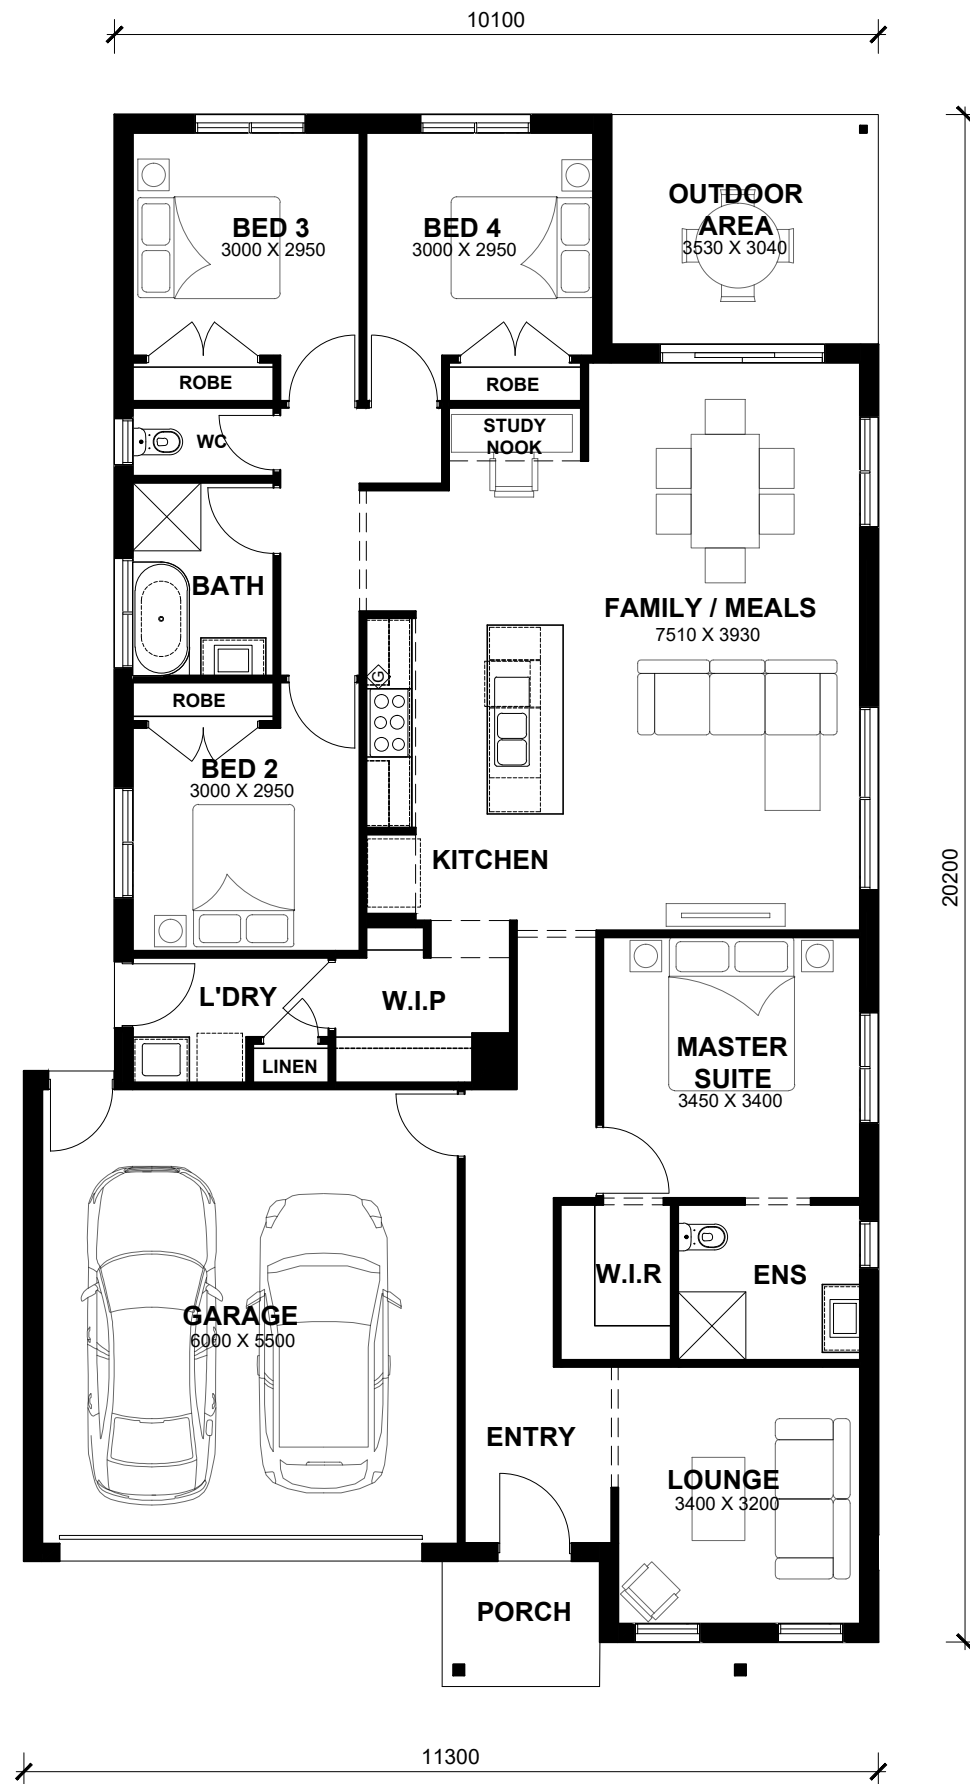 10100
OUTDOOR
AREA
3530 X 3040
BED 3
3000 X 2950
BED 4
3000 X 2950
ROBE
ROBE
WC
STUDY
NOOK
BATH
FAMILY / MEALS
7510 X 3930
G
ROBE
BED 2
3000 X 2950
KITCHEN
20200
L'DRY
W.I.P
LINEN
MASTER
SUITE
3450 X 3400
W.I.R
ENS
GARAGE
6000 X 5500
ENTRY
LOUNGE
3400 X 3200
PORCH
11300